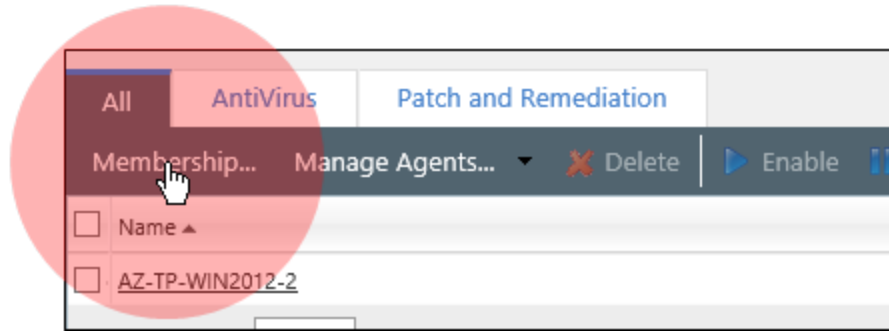 All AntiVirus Patch and Remediation
Membership... Manage Agents... Delete Enable
Name
AZ-TP-WIN2012-2